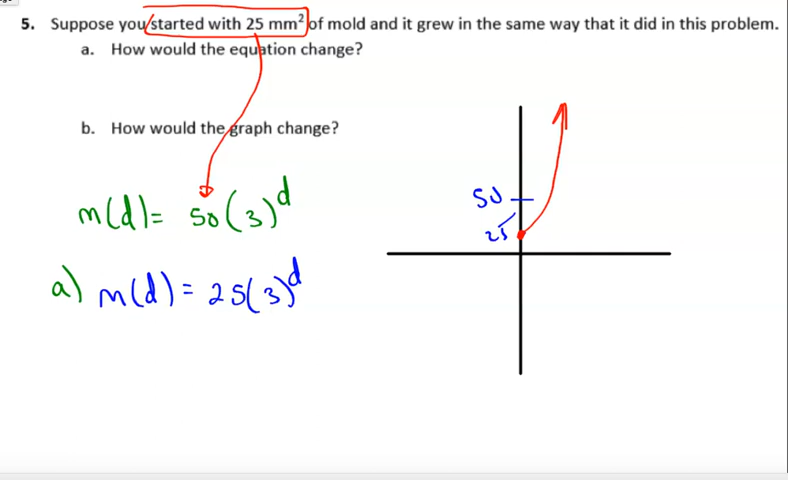 5. Suppose you started with 25 mm² of mold and it grew in the same way that it did in this problem.
a. How would the equation change?
b. How would the graph change?
m(d)= 50(3)^d
a) m(d) = 25(3)^d
50
25